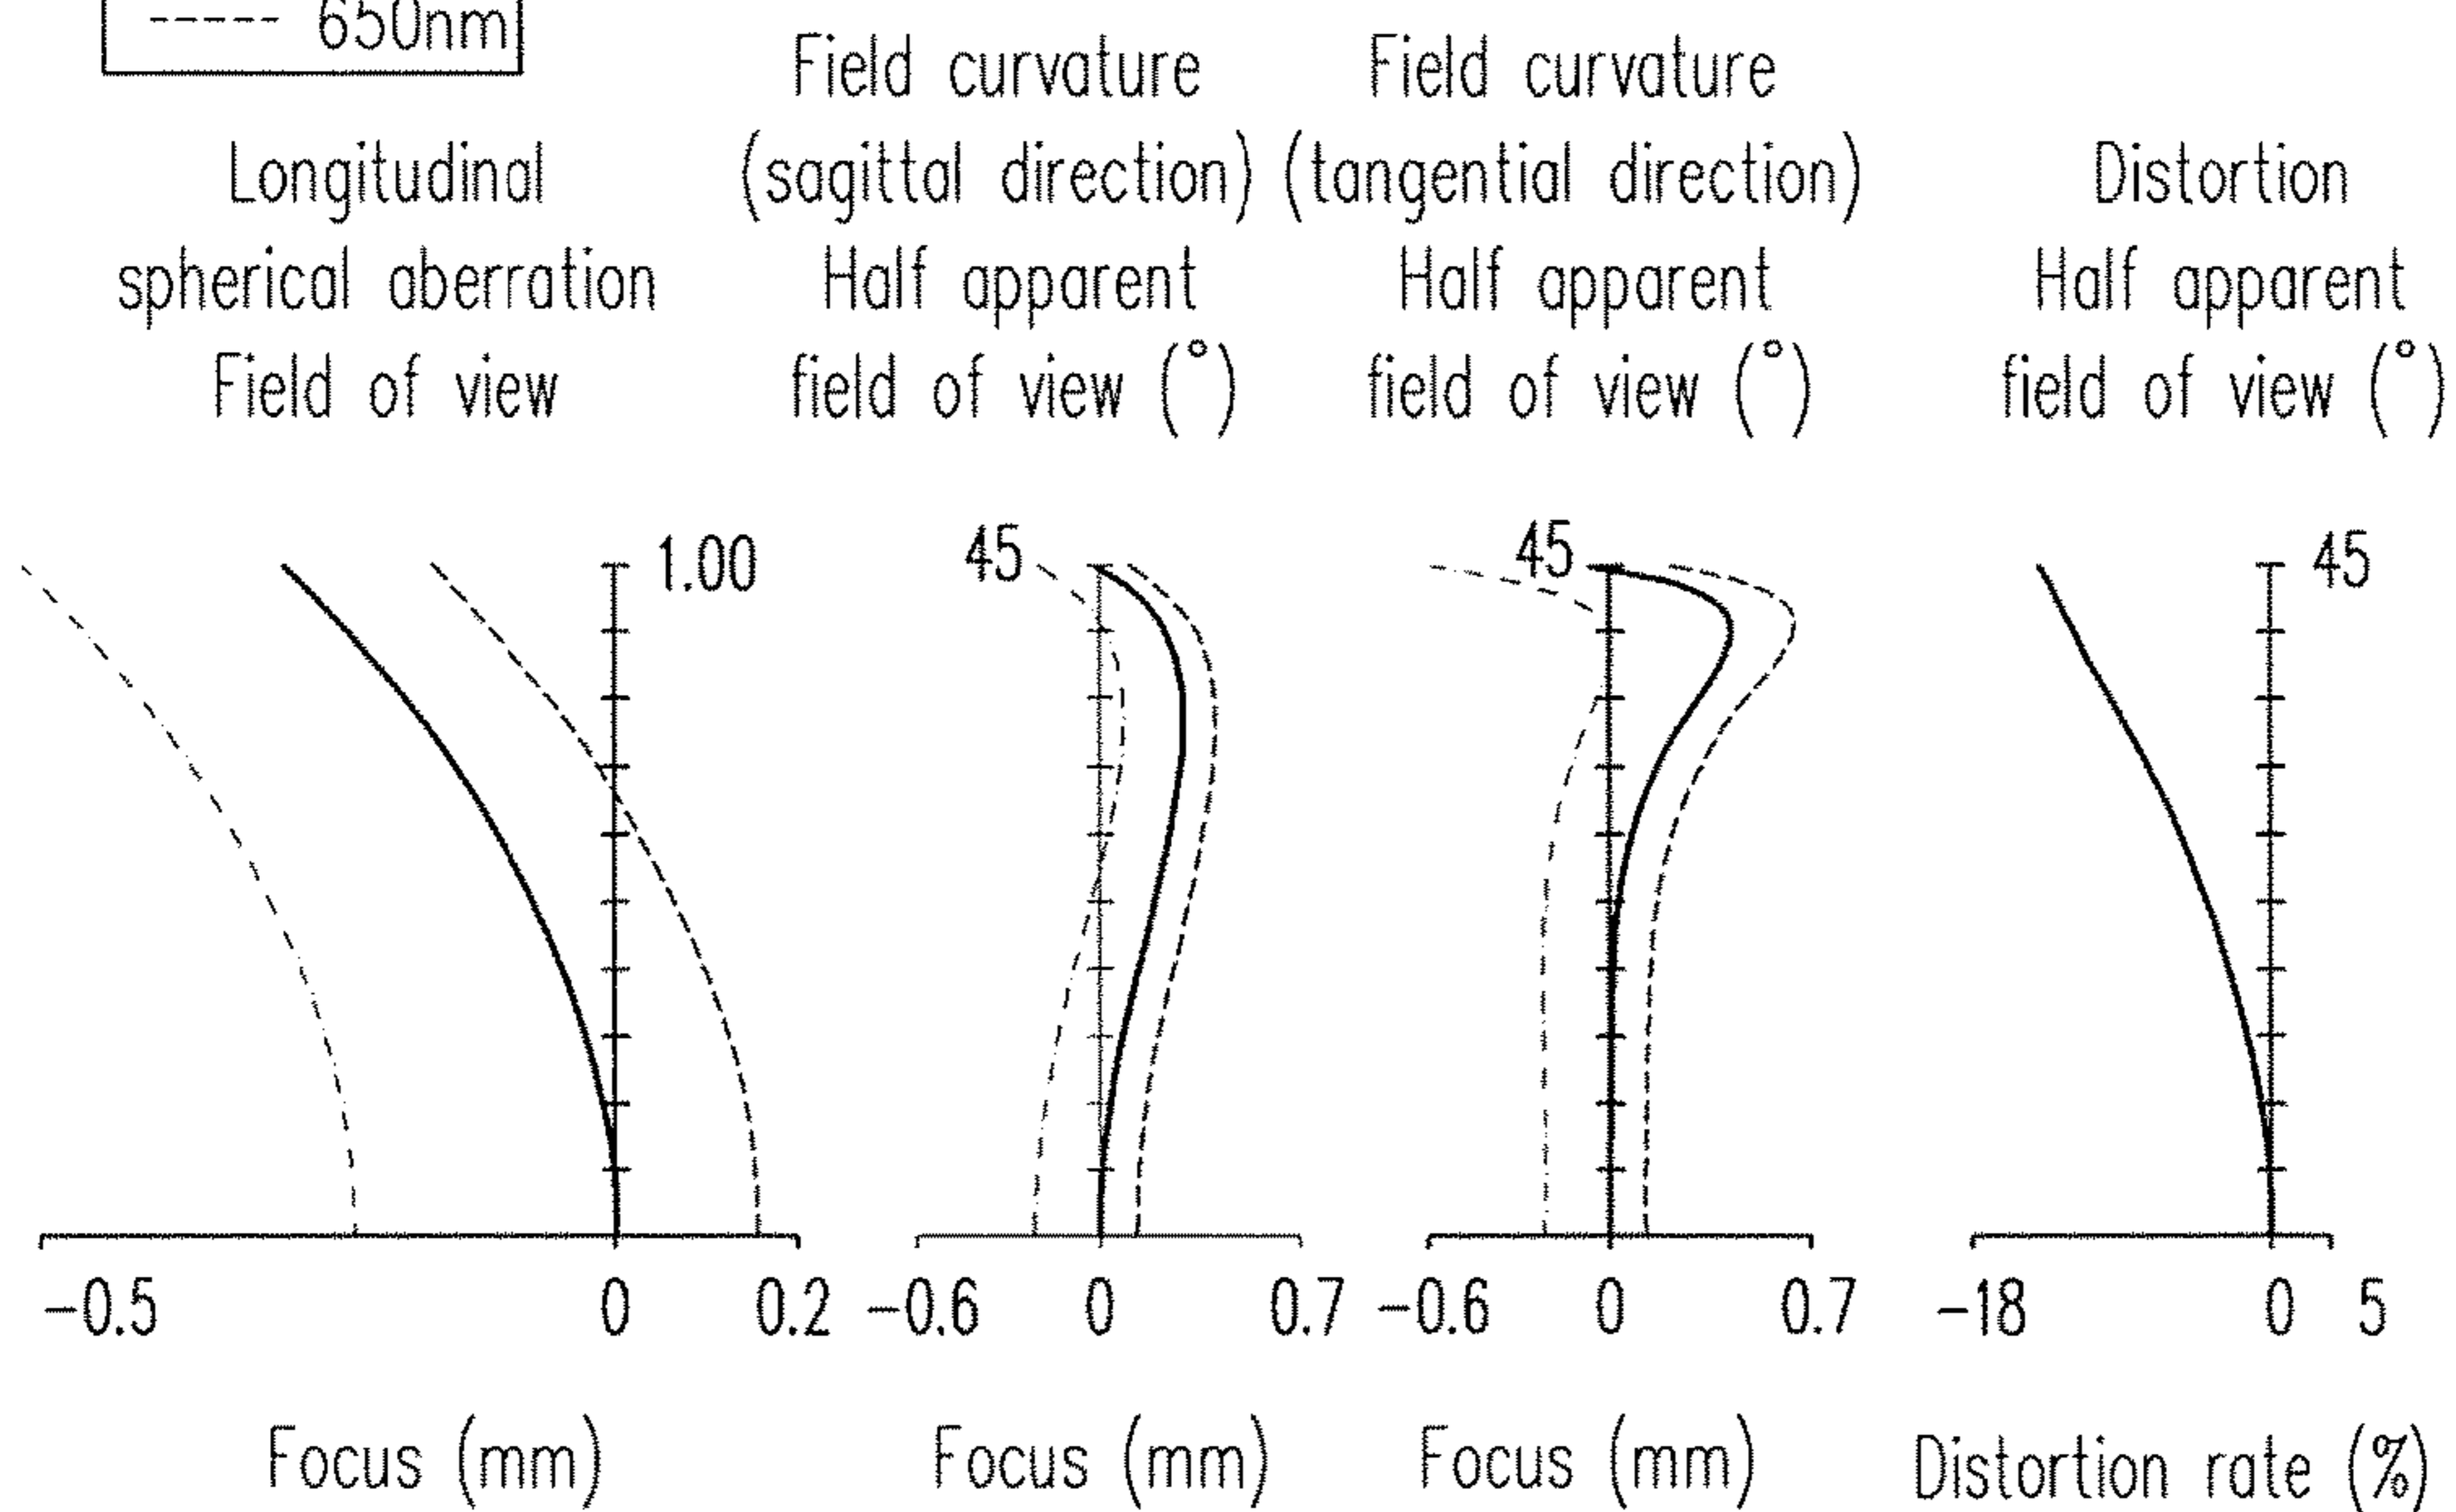 650nm
Longitudinal
spherical aberration
Field of view
Field curvature
(sagittal direction)
Half apparent
field of view (°)
Field curvature
(tangential direction)
Half apparent
field of view (°)
Distortion
Half apparent
field of view (°)
1.00
45
45
45
-0.5 0 0.2
-0.6 0 0.7
-0.6 0 0.7
-18 0 5
Focus (mm)
Focus (mm)
Focus (mm)
Distortion rate (%)